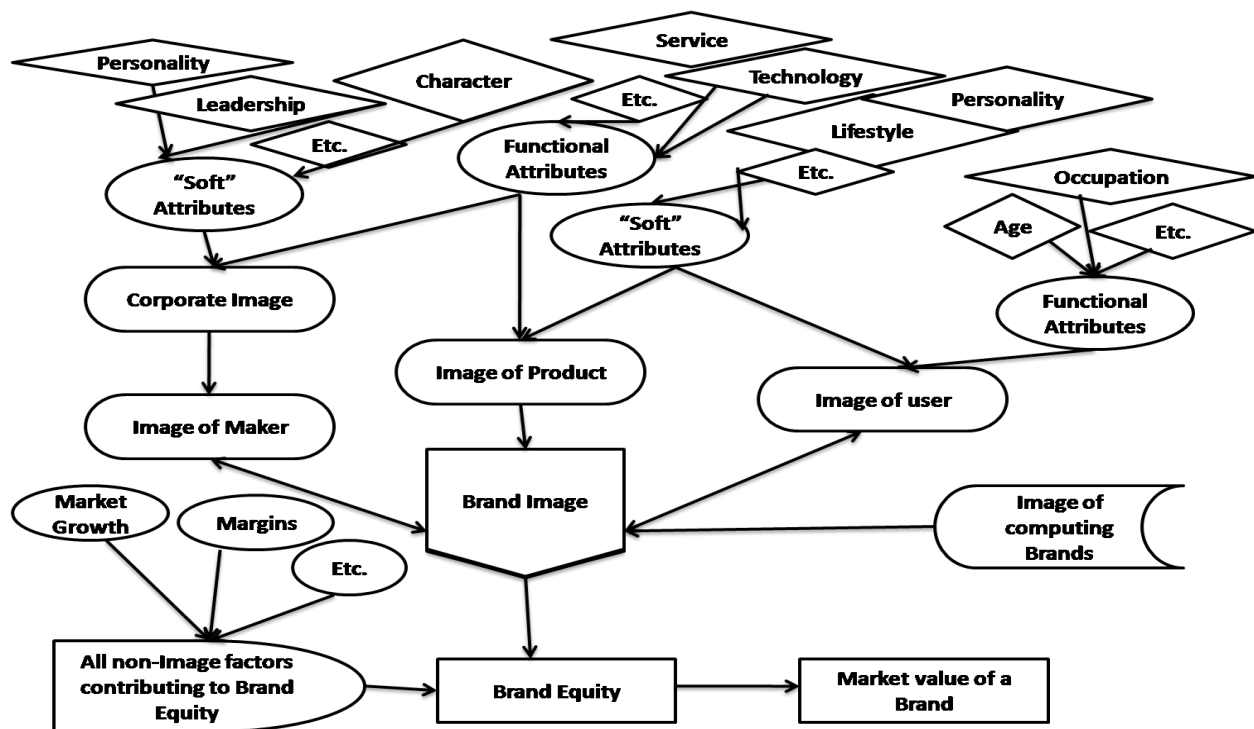 Service
Personality
Technology
Character
Leadership
Etc.
Personality
Lifestyle
Etc.
Functional
Attributes
Etc.
Occupation
"Soft"
Attributes
"Soft"
Attributes
Age
Etc.
Corporate Image
Functional
Attributes
Image of Product
Image of user
Image of Maker
Market
Growth
Margins
Etc.
Brand Image
Image of
computing
Brands
All non-Image factors
contributing to Brand
Equity
Brand Equity
Market value of a
Brand